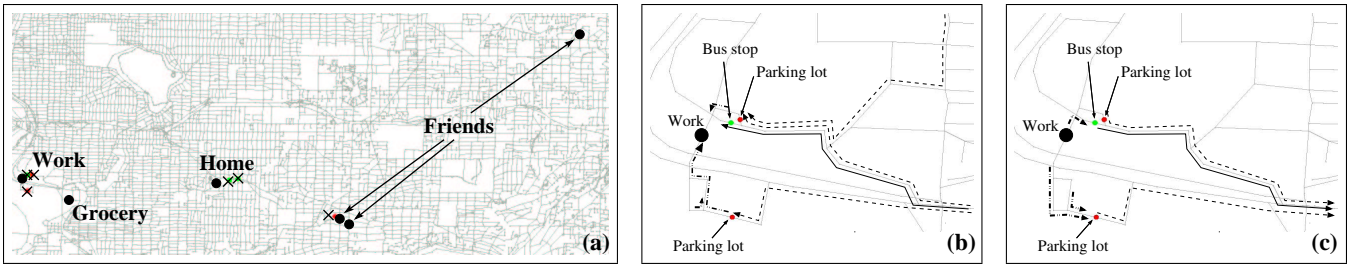 Friends
Work
Home
Grocery
(a)
Bus stop
Parking lot
Work
Parking lot
(b)
Bus stop
Parking lot
Work
Parking lot
(c)